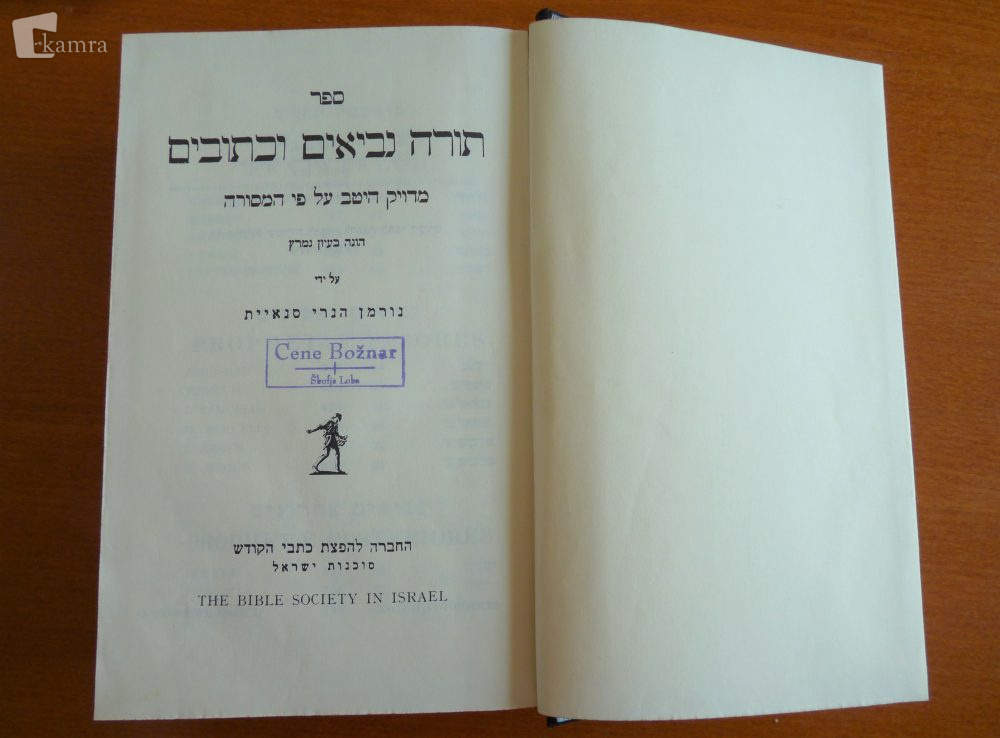 ספר
תורה נביאים וכתובים
מדויק היטב על פי המסורה
הוגה בעיון נמרץ
על ידי
נורמן הנרי סנאיית
Cene Božnar
Škofja Loka
החברה להפצת כתבי הקודש
סוכנות ישראל
THE BIBLE SOCIETY IN ISRAEL
kamra